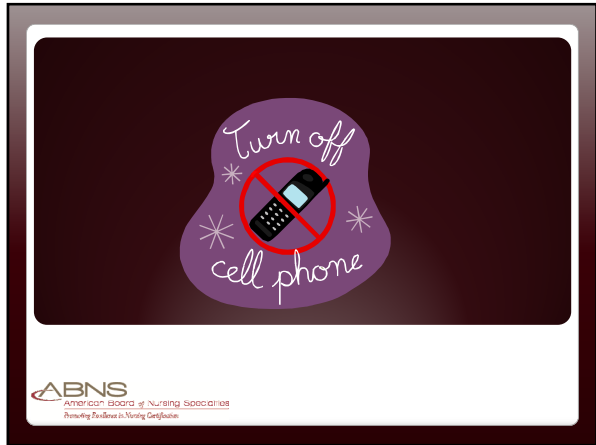 Turn off
cell phone
ABNS
American Board of Nursing Specialties
Promoting Excellence in Nursing Certification